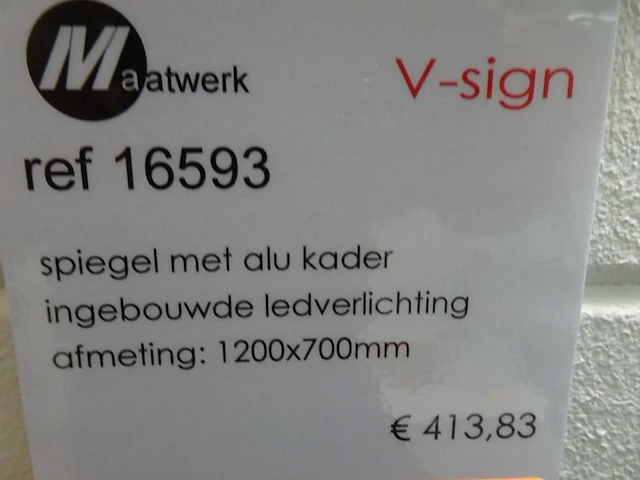 Maatwerk
V-sign
ref 16593
spiegel met alu kader
ingebouwde ledverlichting
afmeting: 1200x700mm
€ 413,83